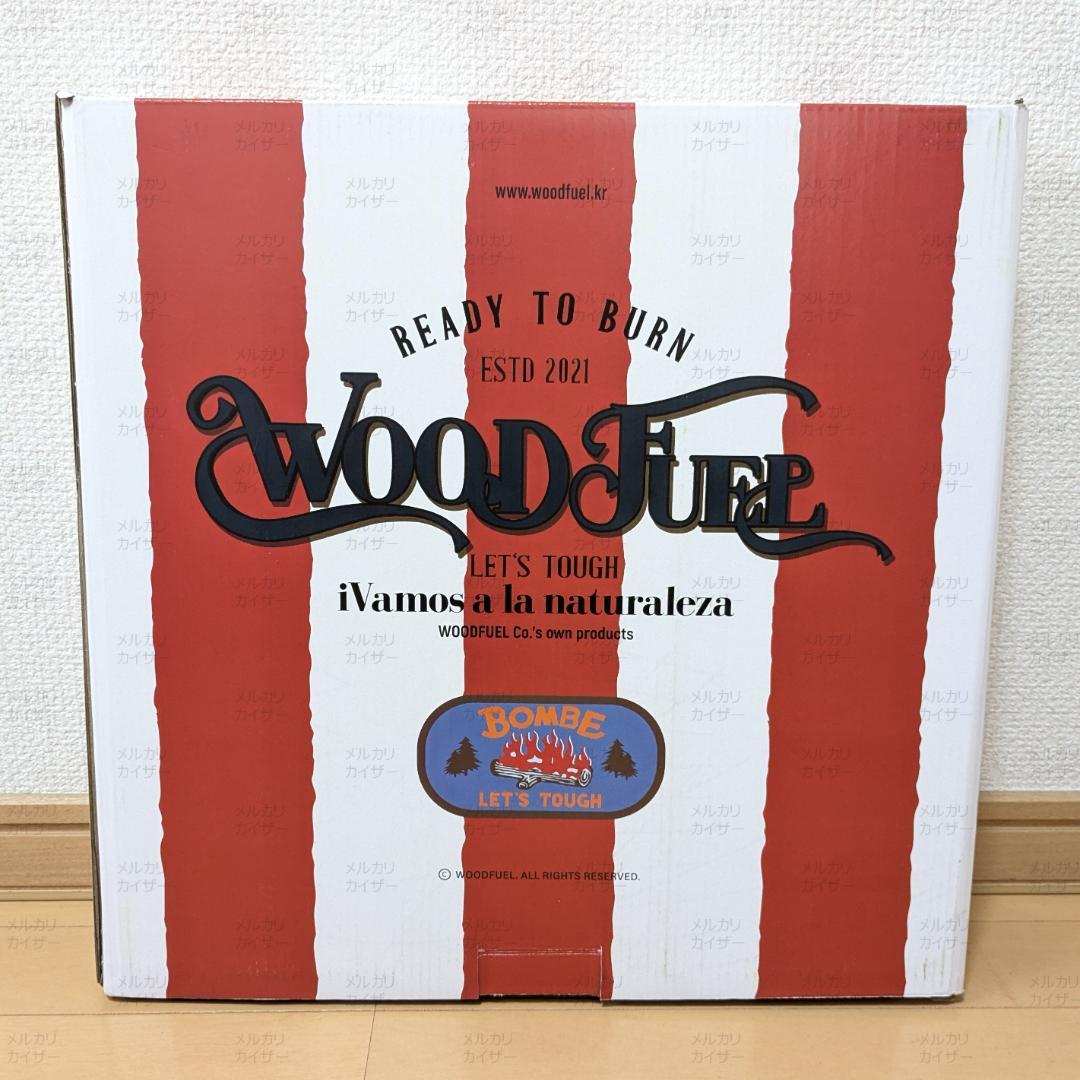 www.woodfuel.kr
READY TO BURN
ESTD 2021
WOODFUEL
LET'S TOUGH
iVamos a la naturaleza
WOODFUEL Co.'s own products
BOMBE
LET'S TOUGH
© WOODFUEL. ALL RIGHTS RESERVED.
メルカリ
カイザー